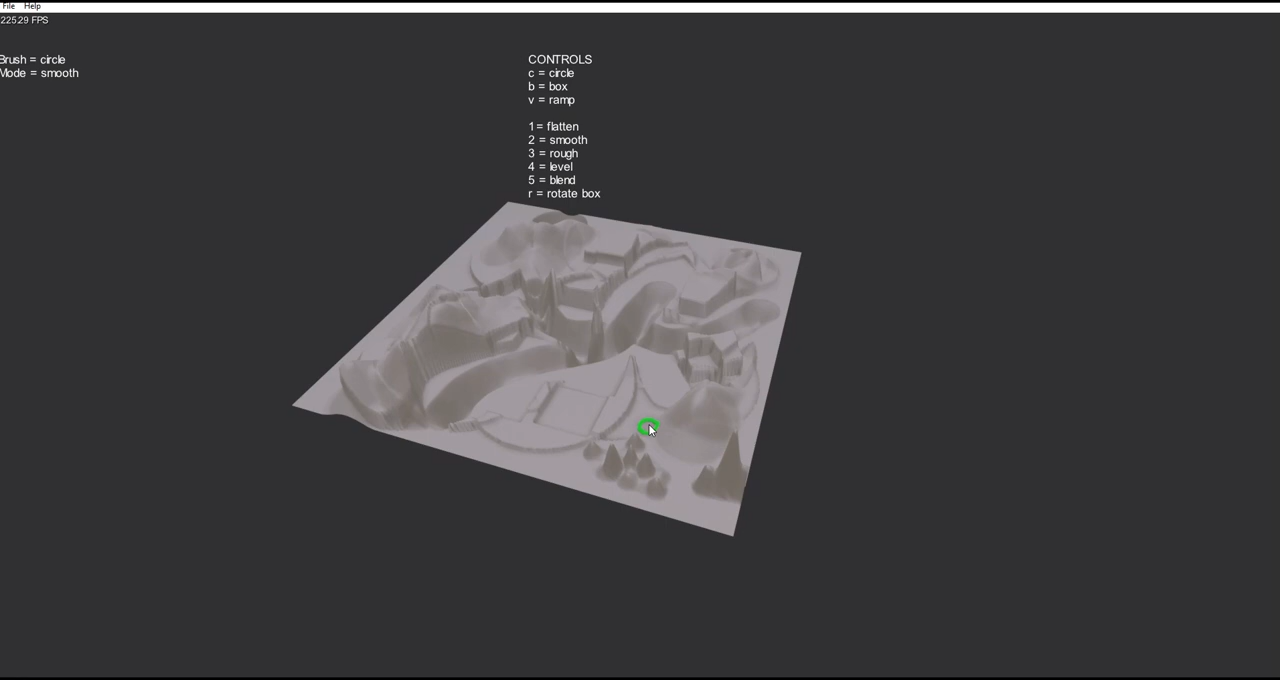 File Help
225.29 FPS
Brush = circle
Mode = smooth
CONTROLS
c = circle
b = box
v = ramp
1= flatten
2 = smooth
3 = rough
4 = level
5 = blend
r = rotate box